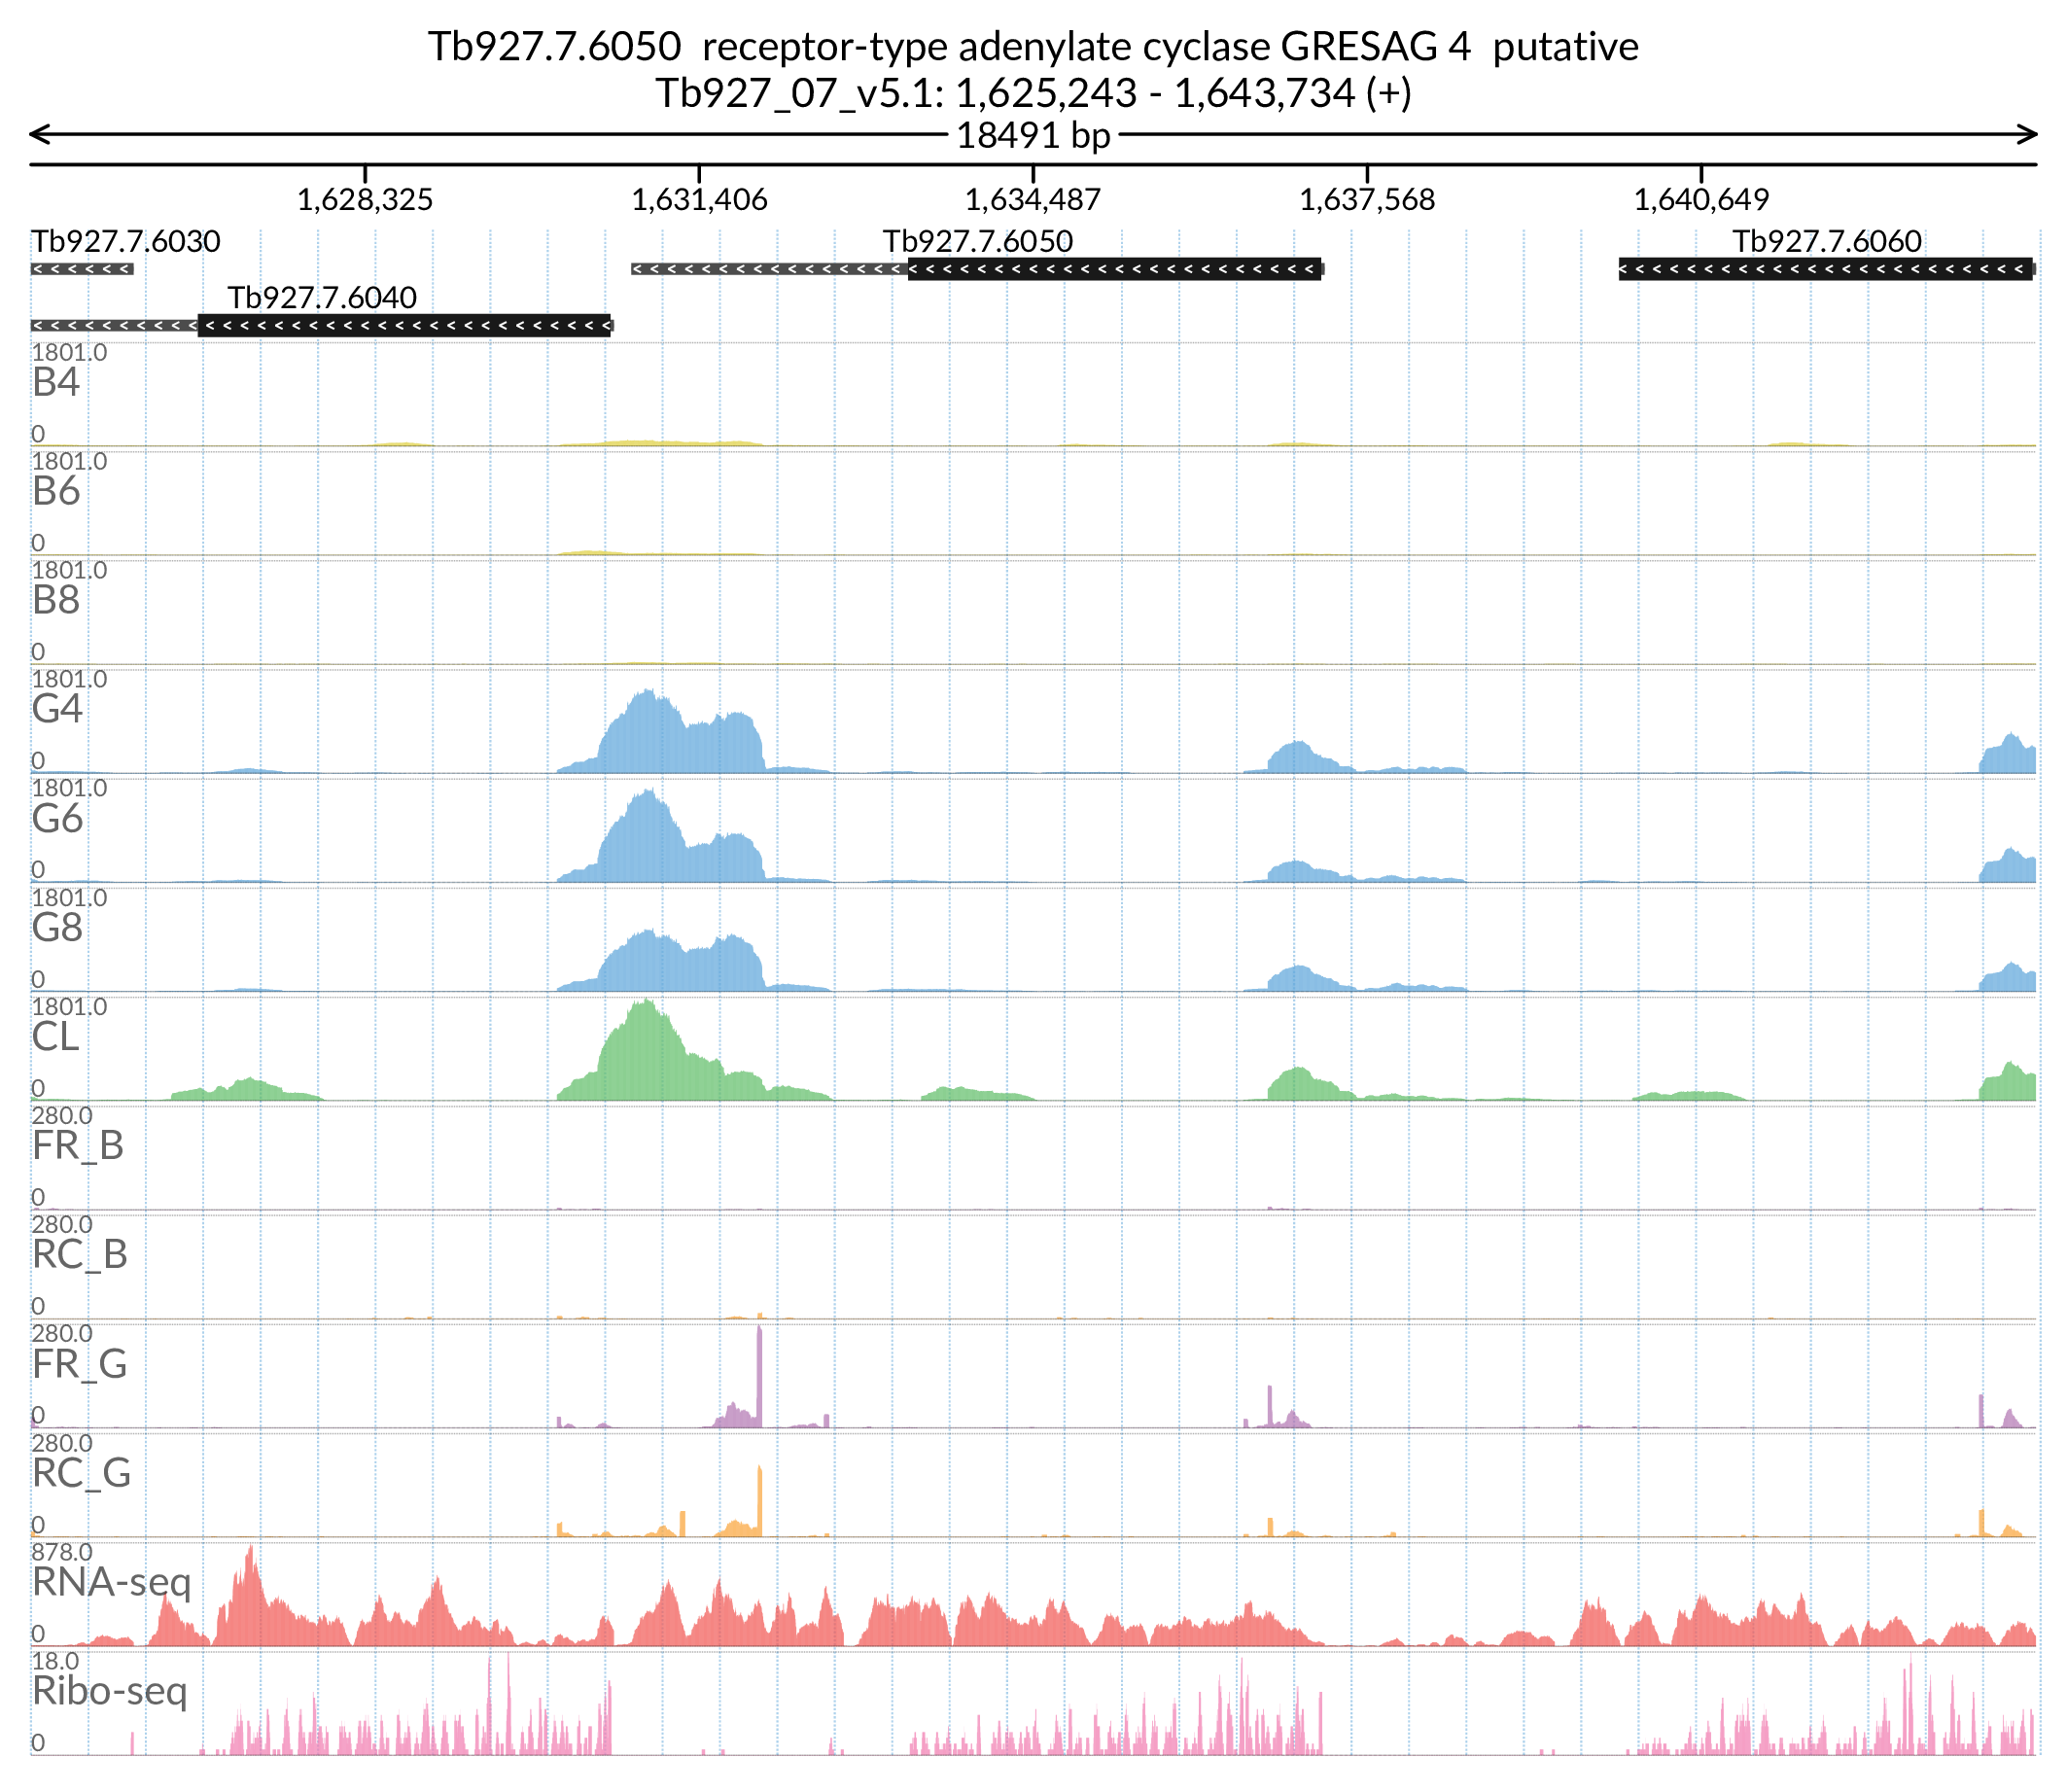 Tb927.7.6050  receptor-type adenylate cyclase GRESAG 4  putative
Tb927_07_v5.1: 1,625,243 - 1,643,734 (+)
18491 bp
1,628,325 1,631,406 1,634,487 1,637,568 1,640,649
Tb927.7.6030 Tb927.7.6050 Tb927.7.6060
Tb927.7.6040
1801.0
B4
0
1801.0
B6
0
1801.0
B8
0
1801.0
G4
0
1801.0
G6
0
1801.0
G8
0
1801.0
CL
0
280.0
FR_B
0
280.0
RC_B
0
280.0
FR_G
0
280.0
RC_G
0
878.0
RNA-seq
0
18.0
Ribo-seq
0